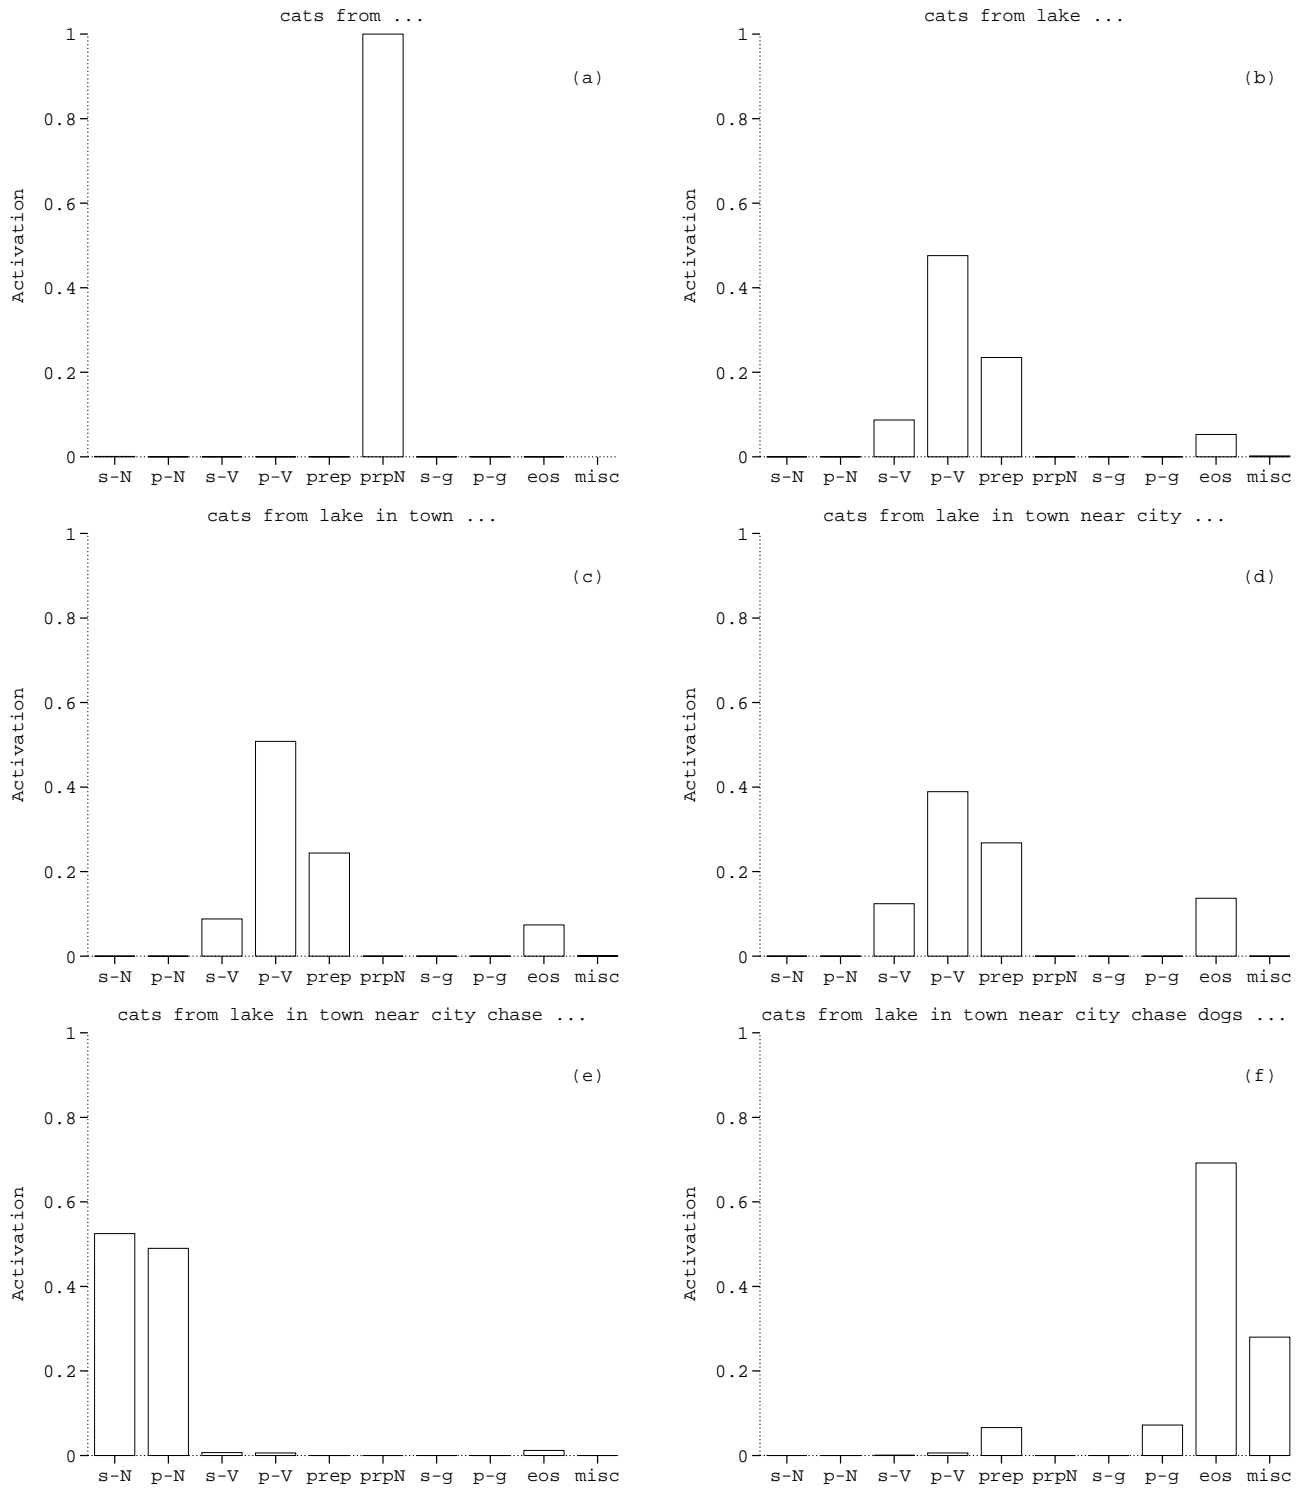 cats from ...
(a)
Activation
1
0.8
0.6
0.4
0.2
0
s-N p-N s-V p-V prep prpN s-g p-g eos misc
cats from lake ...
(b)
Activation
1
0.8
0.6
0.4
0.2
0
s-N p-N s-V p-V prep prpN s-g p-g eos misc
cats from lake in town ...
(c)
Activation
1
0.8
0.6
0.4
0.2
0
s-N p-N s-V p-V prep prpN s-g p-g eos misc
cats from lake in town near city ...
(d)
Activation
1
0.8
0.6
0.4
0.2
0
s-N p-N s-V p-V prep prpN s-g p-g eos misc
cats from lake in town near city chase ...
(e)
Activation
1
0.8
0.6
0.4
0.2
0
s-N p-N s-V p-V prep prpN s-g p-g eos misc
cats from lake in town near city chase dogs ...
(f)
Activation
1
0.8
0.6
0.4
0.2
0
s-N p-N s-V p-V prep prpN s-g p-g eos misc